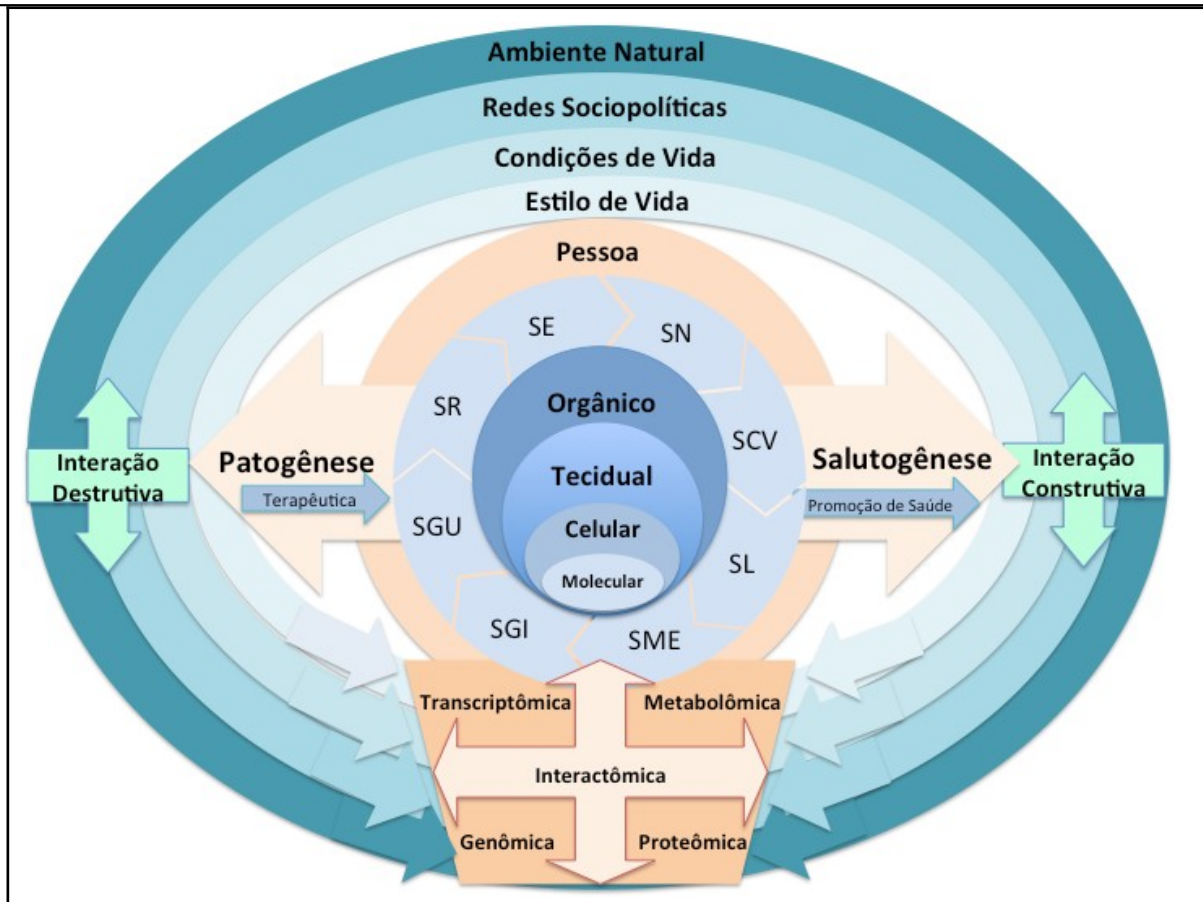 Ambiente Natural
Redes Sociopolíticas
Condições de Vida
Estilo de Vida
Pessoa
SE
SN
SR
Orgânico
SCV
Patogênese
Salutogênese
Interação
Destrutiva
Terapêutica
Tecidual
Promoção de Saúde
Interação
Construtiva
SGU
Celular
SL
Molecular
SGI
SME
Transcriptômica
Metabolômica
Interactômica
Genômica
Proteômica